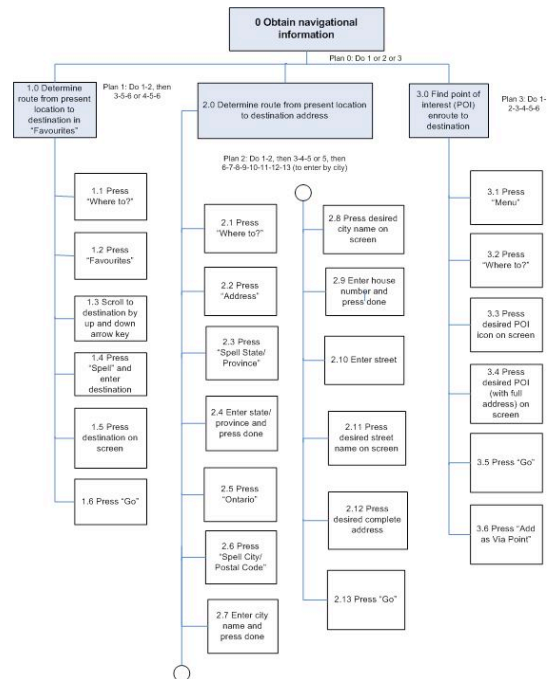 0 Obtain navigational
information
Plan 0: Do 1 or 2 or 3
1.0 Determine
route from present
location to
destination in
"Favourites"
Plan 1: Do 1-2, then
3-5-6 or 4-5-6
1.1 Press
"Where to?"
1.2 Press
"Favourites"
1.3 Scroll to
destination by
up and down
arrow key
1.4 Press
"Spell" and
enter
destination
1.5 Press
destination on
screen
1.6 Press "Go"
2.0 Determine route from present location
to destination address
Plan 2: Do 1-2, then 3-4-5 or 5, then
6-7-8-9-10-11-12-13 (to enter by city)
2.1 Press
"Where to?"
2.2 Press
"Address"
2.3 Press
"Spell State/
Province"
2.4 Enter state/
province and
press done
2.5 Press
"Ontario"
2.6 Press
"Spell City/
Postal Code"
2.7 Enter city
name and
press done
2.8 Press desired
city name on
screen
2.9 Enter house
number and
press done
2.10 Enter street
2.11 Press
desired street
name on screen
2.12 Press
desired complete
address
2.13 Press "Go"
3.0 Find point of
interest (POI)
enroute to
destination
Plan 3: Do 1-
2-3-4-5-6
3.1 Press
"Menu"
3.2 Press
"Where to?"
3.3 Press
desired POI
icon on screen
3.4 Press
desired POI
(with full
address) on
screen
3.5 Press "Go"
3.6 Press "Add
as Via Point"